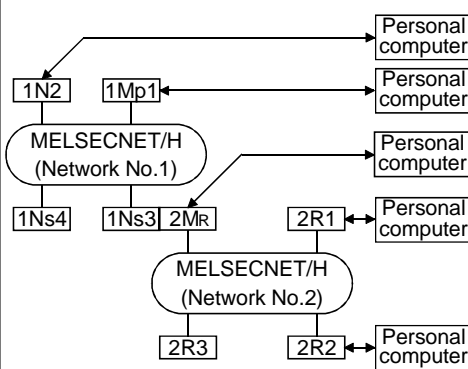 Personal
computer
1N2
1Mp1
Personal
computer
MELSECNET/H
(Network No.1)
Personal
computer
1Ns4
1Ns3
2MR
2R1
Personal
computer
MELSECNET/H
(Network No.2)
2R3
2R2
Personal
computer